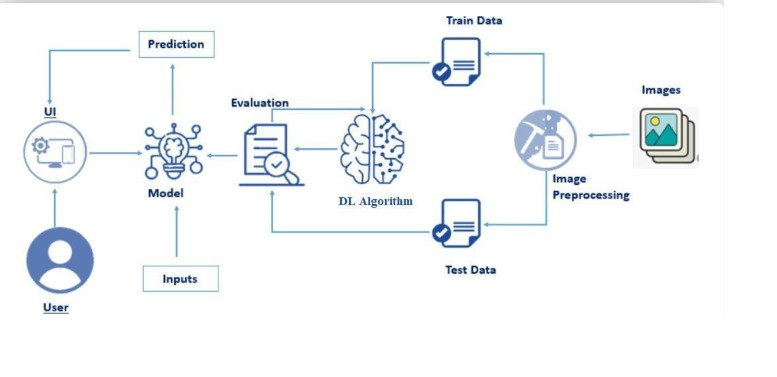 Train Data
Prediction
Images
Evaluation
UI
Model
DL Algorithm
Image
Preprocessing
Inputs
Test Data
User